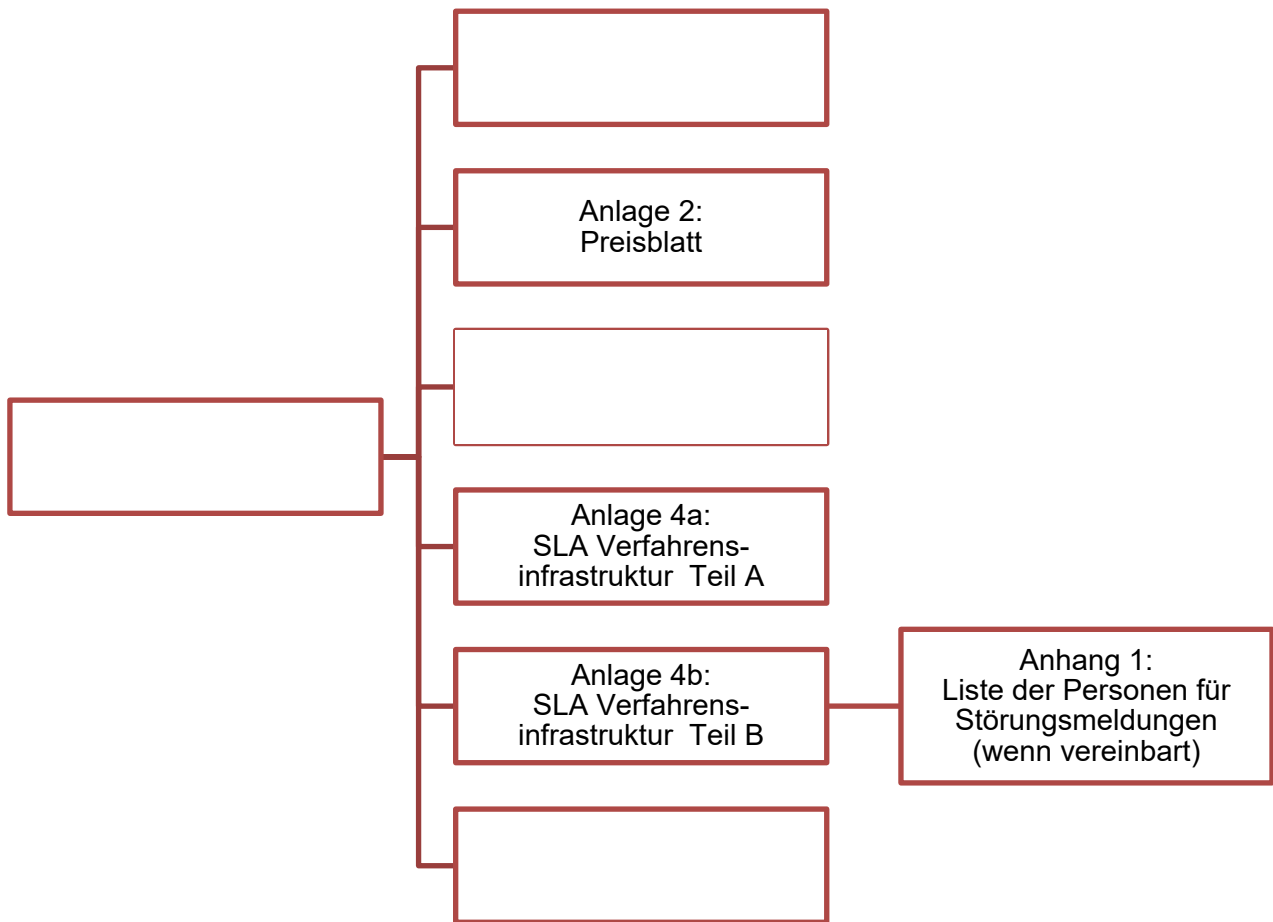 Anlage 2:
Preisblatt
Anlage 4a:
SLA Verfahrens-
infrastruktur  Teil A
Anlage 4b:
SLA Verfahrens-
infrastruktur  Teil B
Anhang 1:
Liste der Personen für
Störungsmeldungen
(wenn vereinbart)